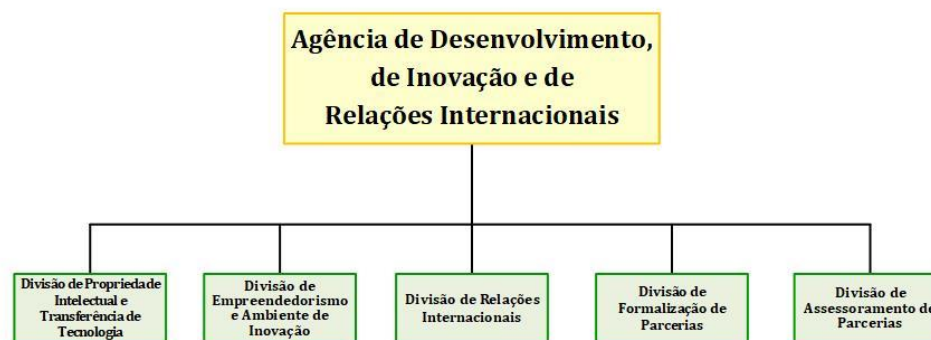 Agência de Desenvolvimento,
de Inovação e de
Relações Internacionais
Divisão de Propriedade
Intelectual e
Transferência de
Tecnologia
Divisão de
Empreendedorismo
e Ambiente de
Inovação
Divisão de Relações
Internacionais
Divisão de
Formalização de
Parcerias
Divisão de
Assessoramento de
Parcerias